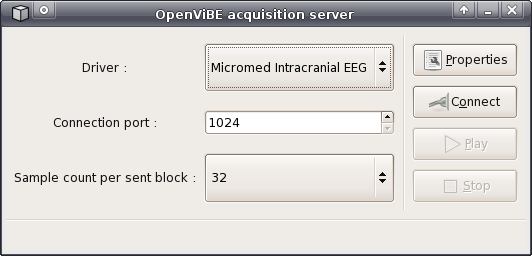 OpenViBE acquisition server
Driver :
Micromed Intracranial EEG
Properties
Connection port :
1024
Connect
Play
Sample count per sent block :
32
Stop